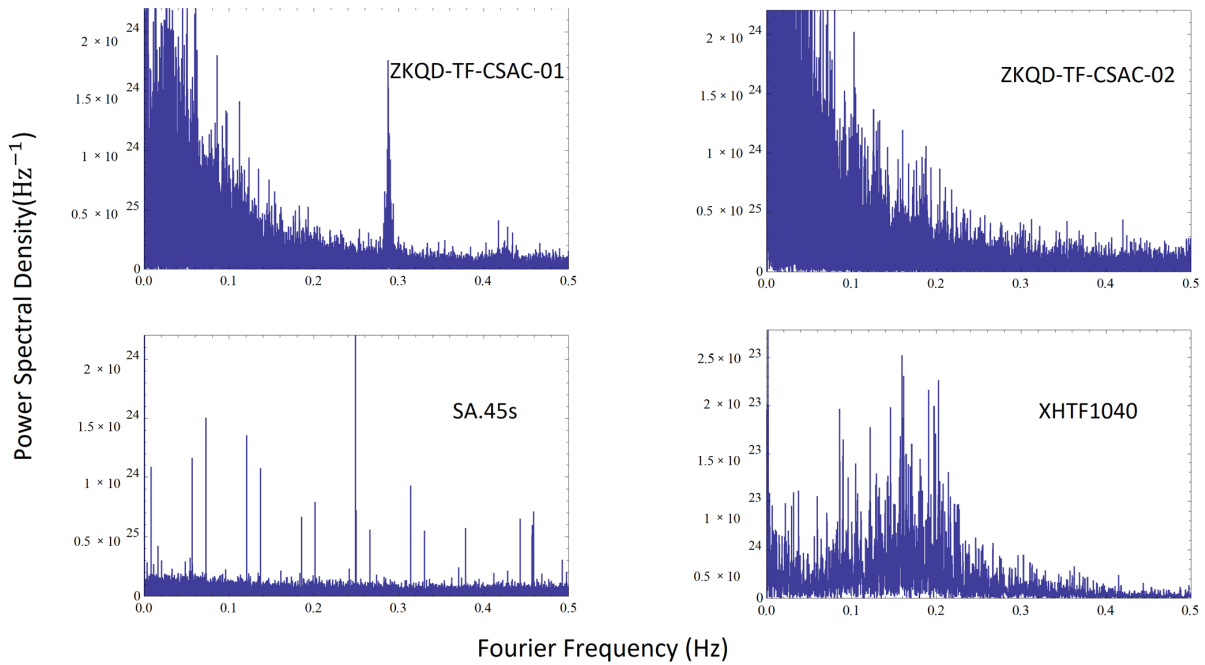 Power Spectral Density(Hz⁻¹)
ZKQD-TF-CSAC-01
2 × 10 24
1.5 × 10 24
1 × 10 24
0.5 × 10 25
0
0.0 0.1 0.2 0.3 0.4 0.5
ZKQD-TF-CSAC-02
2 × 10 24
1.5 × 10 24
1 × 10 24
0.5 × 10 25
0
0.0 0.1 0.2 0.3 0.4 0.5
SA.45s
2 × 10 24
1.5 × 10 24
1 × 10 24
0.5 × 10 25
0
0.0 0.1 0.2 0.3 0.4 0.5
XHTF1040
2.5 × 10 23
2 × 10 23
1.5 × 10 23
1 × 10 23
0.5 × 10 24
0
0.0 0.1 0.2 0.3 0.4 0.5
Fourier Frequency (Hz)